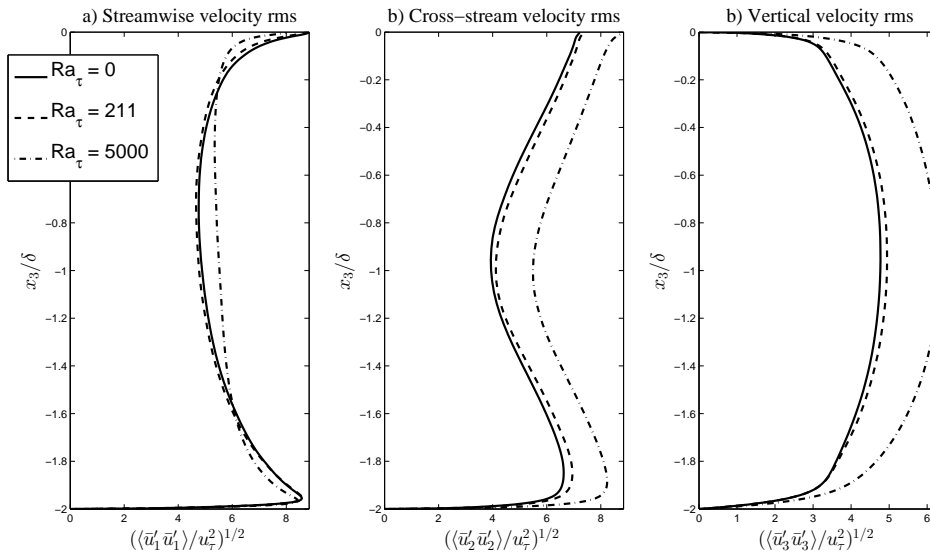 a) Streamwise velocity rms
b) Cross−stream velocity rms
b) Vertical velocity rms
Ra_τ = 0
Ra_τ = 211
Ra_τ = 5000
0
−0.2
−0.4
−0.6
−0.8
−1
−1.2
−1.4
−1.6
−1.8
−2
x_3/δ
0 2 4 6 8
(⟨ū′_1ū′_1⟩/u_τ^2)^{1/2}
0
−0.4
−0.8
−1
−1.2
−1.4
−1.6
−1.8
−2
x_3/δ
0 2 4 6 8
(⟨ū′_2ū′_2⟩/u_τ^2)^{1/2}
0
−0.2
−0.4
−0.6
−0.8
−1
−1.2
−1.4
−1.6
−1.8
−2
x_3/δ
0 1 2 3 4 5 6
(⟨ū′_3ū′_3⟩/u_τ^2)^{1/2}